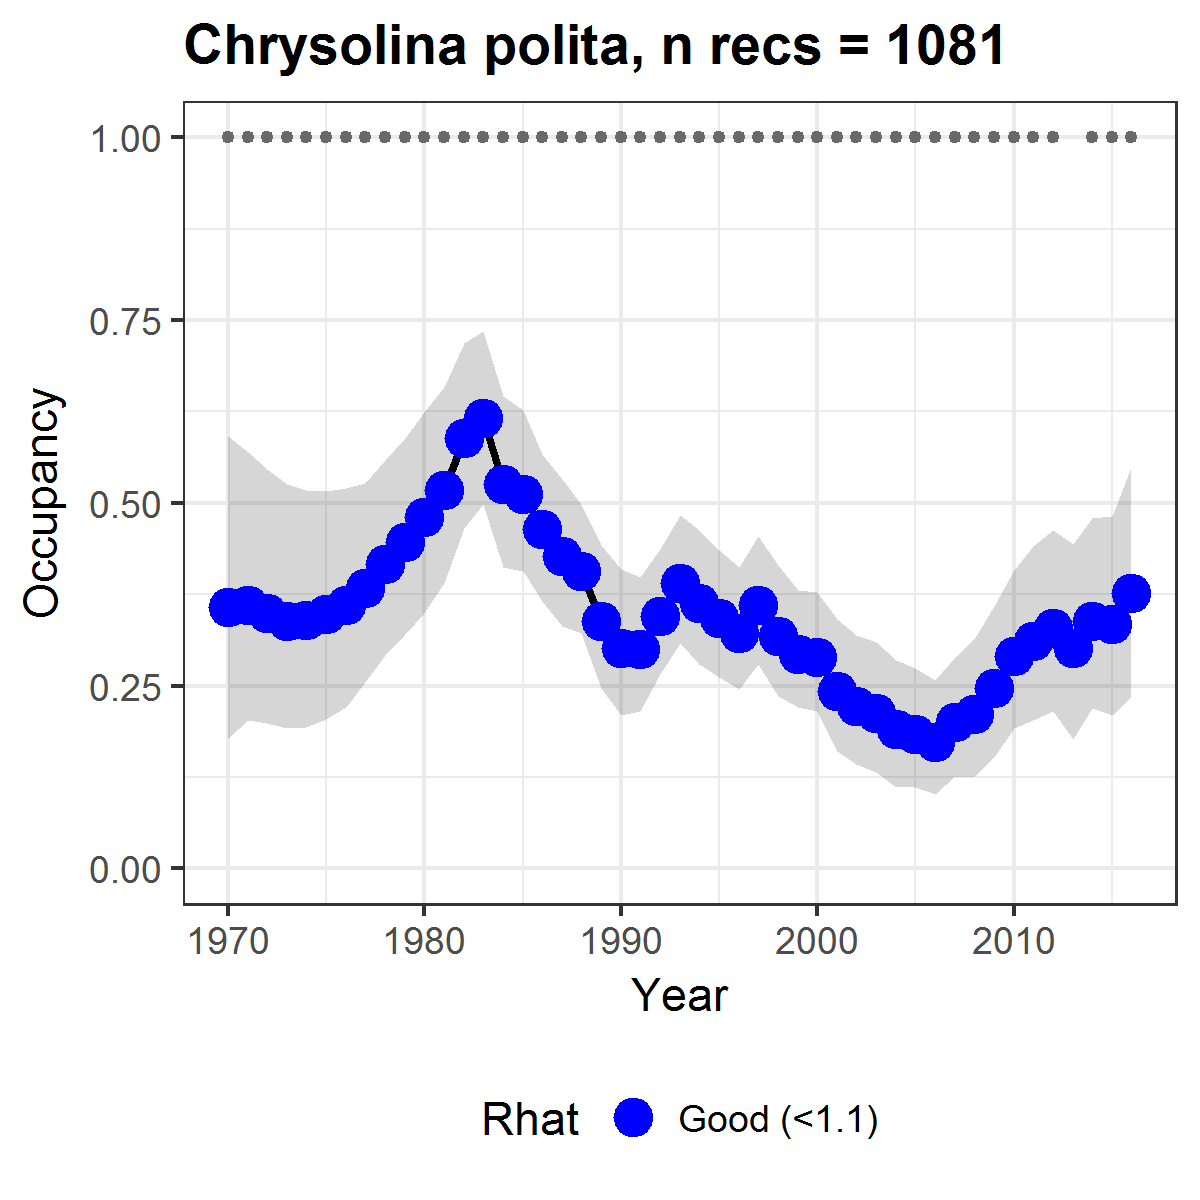 Chrysolina polita, n recs = 1081
1.00
0.75
0.50
0.25
0.00
Occupancy
1970 1980 1990 2000 2010
Year
Rhat Good (<1.1)